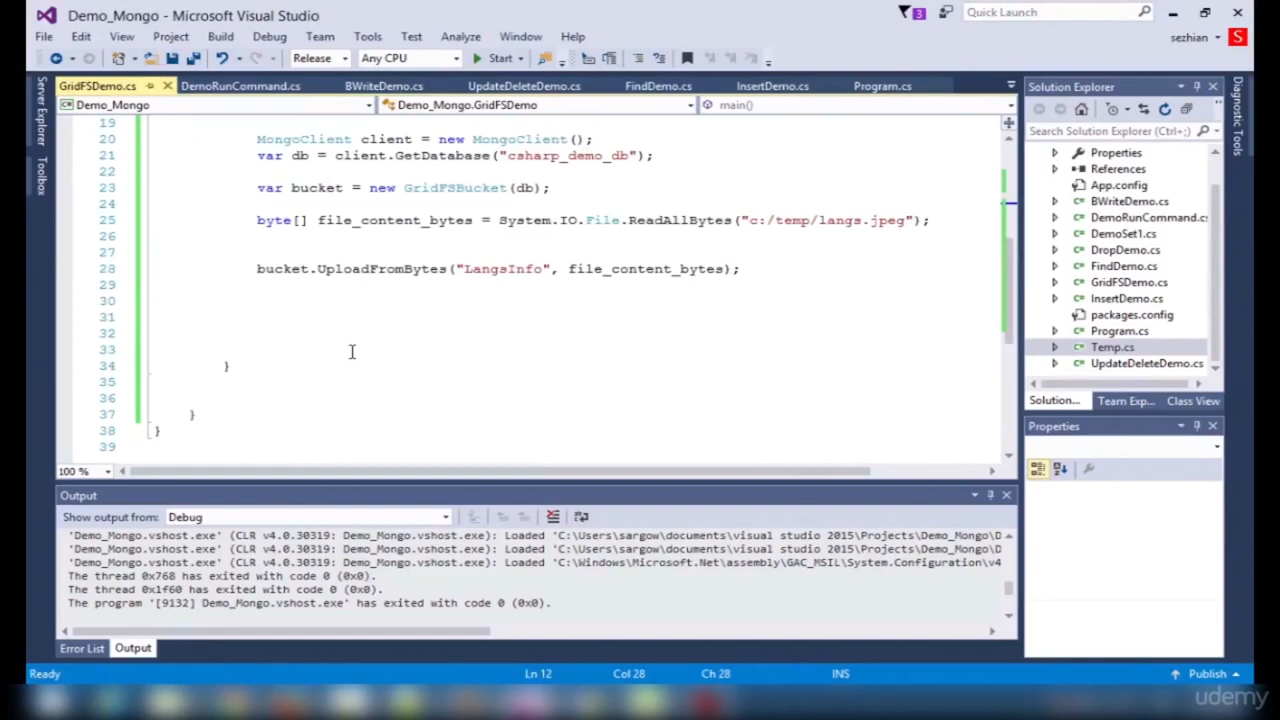 Demo_Mongo - Microsoft Visual Studio
3
Quick Launch
File Edit View Project Build Debug Team Tools Test Analyze Window Help
sezhian
S
Release Any CPU Start
GridFSDemo.cs DemoRunCommand.cs BWriteDemo.cs UpdateDeleteDemo.cs FindDemo.cs InsertDemo.cs Program.cs
Demo_Mongo Demo_Mongo.GridFSDemo main()
19
20 MongoClient client = new MongoClient();
21 var db = client.GetDatabase("csharp_demo_db");
22
23 var bucket = new GridFSBucket(db);
24
25 byte[] file_content_bytes = System.IO.File.ReadAllBytes("c:/temp/langs.jpeg");
26
27
28 bucket.UploadFromBytes("LangsInfo", file_content_bytes);
29
30
31
32
33
34 }
35
36
37 }
38 }
39
100 %
Server Explorer
Toolbox
Solution Explorer
Search Solution Explorer (Ctrl+;)
Properties
References
App.config
BWriteDemo.cs
DemoRunCommand.cs
DemoSet1.cs
DropDemo.cs
FindDemo.cs
GridFSDemo.cs
InsertDemo.cs
packages.config
Program.cs
Temp.cs
UpdateDeleteDemo.cs
Solution... Team Exp... Class View
Properties
Diagnostic Tools
Output
Show output from: Debug
'Demo_Mongo.vshost.exe' (CLR v4.0.30319: Demo_Mongo.vshost.exe): Loaded 'C:\Users\sargow\documents\visual studio 2015\Projects\Demo_Mongo\D
'Demo_Mongo.vshost.exe' (CLR v4.0.30319: Demo_Mongo.vshost.exe): Loaded 'C:\Users\sargow\documents\visual studio 2015\Projects\Demo_Mongo\D
'Demo_Mongo.vshost.exe' (CLR v4.0.30319: Demo_Mongo.vshost.exe): Loaded 'C:\Windows\Microsoft.Net\assembly\GAC_MSIL\System.Configuration\v4
The thread 0x768 has exited with code 0 (0x0).
The thread 0x1f60 has exited with code 0 (0x0).
The program '[9132] Demo_Mongo.vshost.exe' has exited with code 0 (0x0).
Error List Output
Ready Ln 12 Col 28 Ch 28 INS Publish
udemy